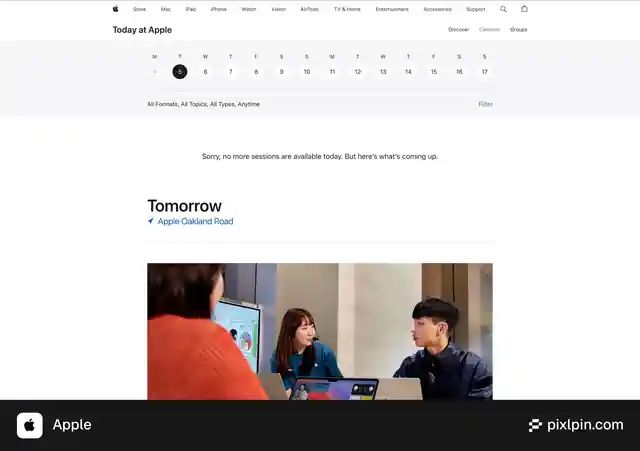 Store Mac iPad iPhone Watch Vision AirPods TV & Home Entertainment Accessories Support
Today at Apple
Discover Calendar Groups
M T W T F S S M T W T F S S
4 5 6 7 8 9 10 11 12 13 14 15 16 17
All Formats, All Topics, All Types, Anytime
Filter
Sorry, no more sessions are available today. But here's what's coming up.
Tomorrow
Apple Oakland Road
Apple
pixlpin.com